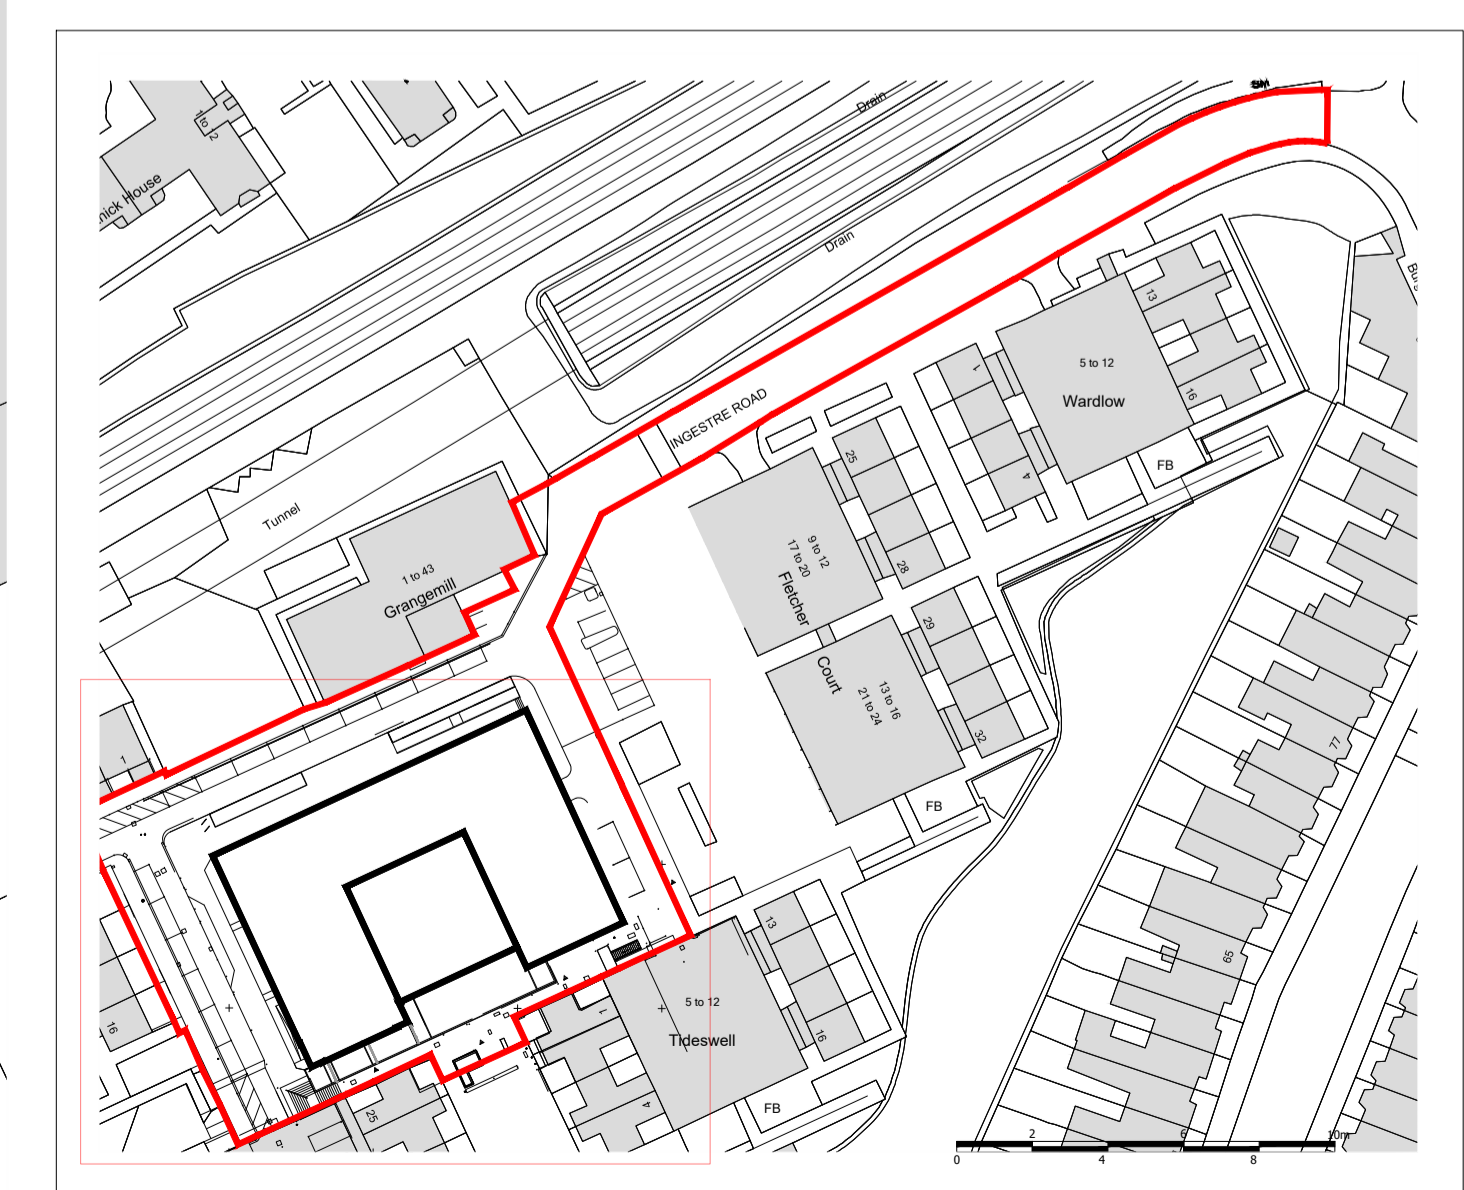 Drain
1 to 12
nick House
Drain
13
5 to 12
Wardlow
1
16
INGESTRE ROAD
4
FB
25
Tunnel
9 to 12
17 to 20
Fletcher
28
1 to 43
Grangemill
29
Court
13 to 16
21 to 24
32
77
1
FB
13
65
5 to 12
Tideswell
1
16
16
25
4
FB
2
6
10m
0
4
8